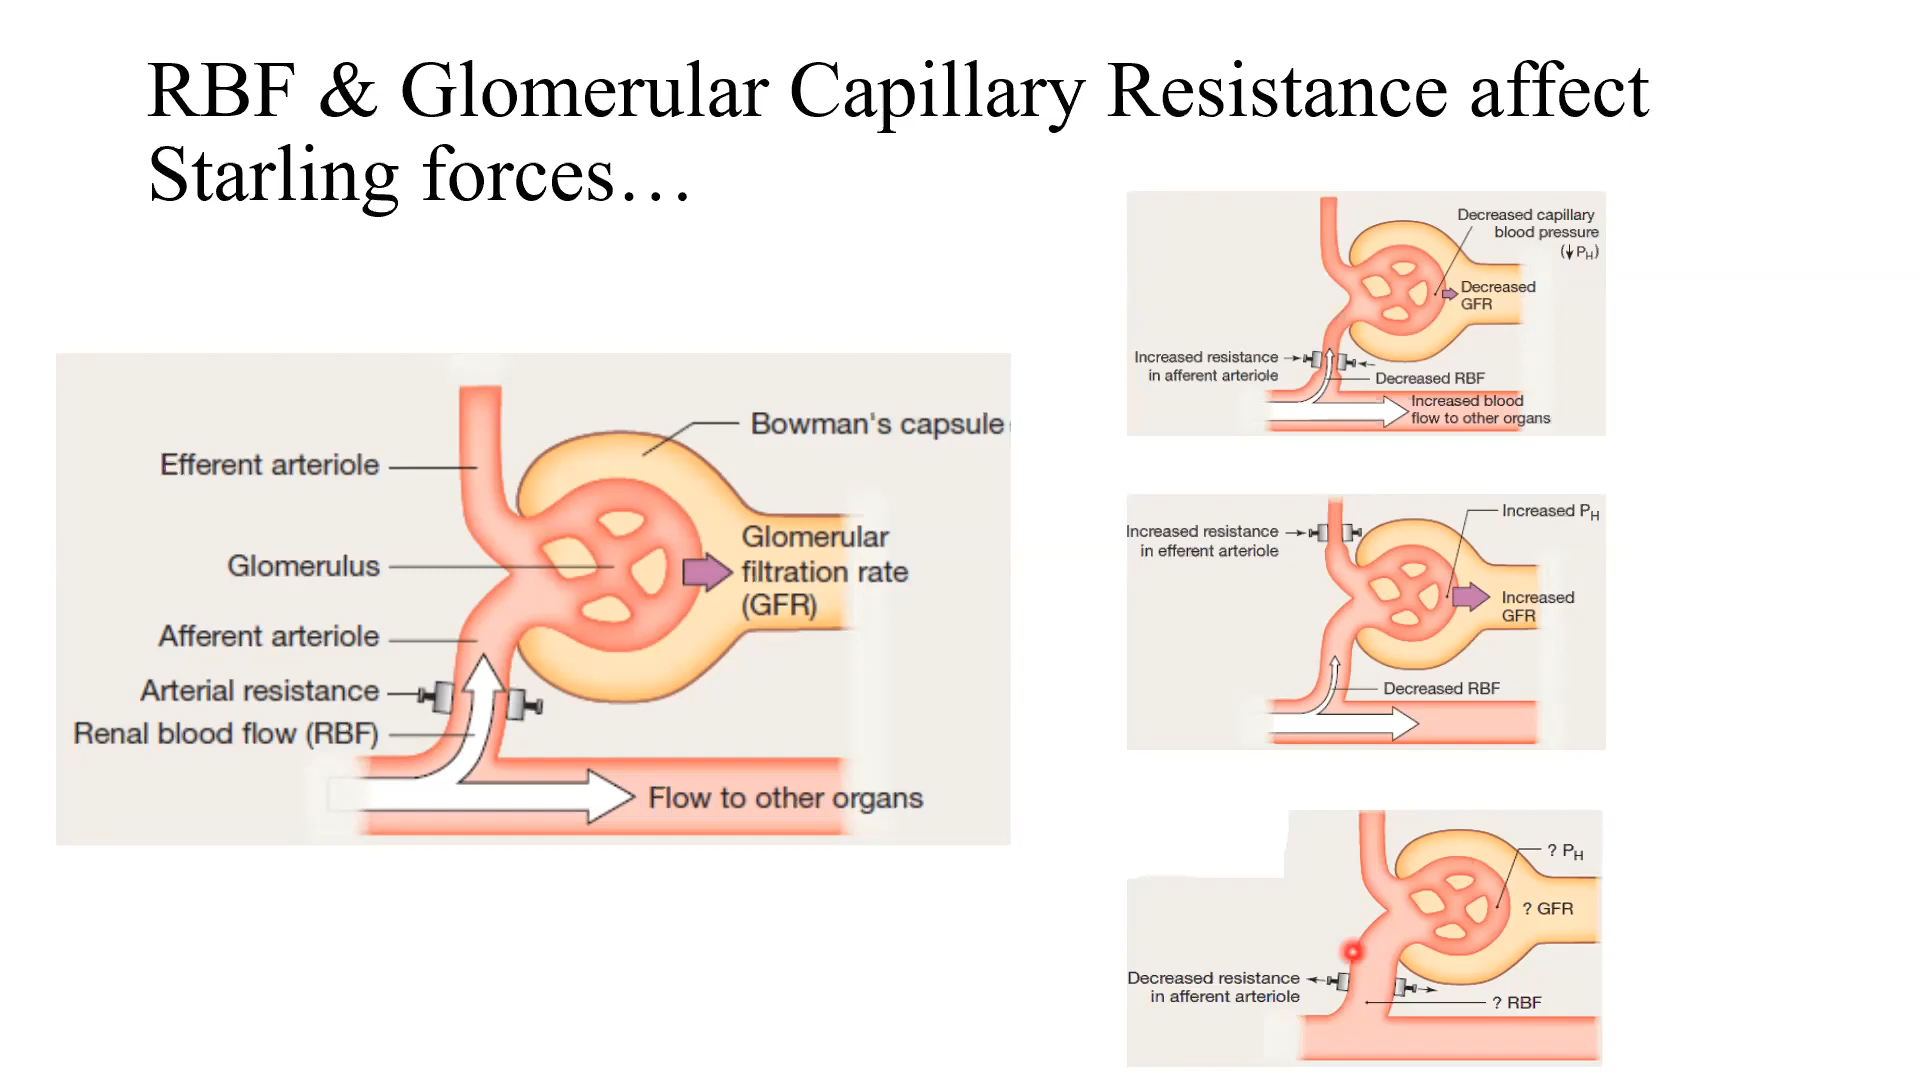 RBF & Glomerular Capillary Resistance affect
Starling forces…
Efferent arteriole
Bowman's capsule
Glomerulus
Glomerular
filtration rate
(GFR)
Afferent arteriole
Arterial resistance
Renal blood flow (RBF)
Flow to other organs
Decreased capillary
blood pressure
(↓ PH)
Decreased
GFR
Increased resistance
in afferent arteriole
Decreased RBF
Increased blood
flow to other organs
Increased resistance
in efferent arteriole
Increased PH
Increased
GFR
Decreased RBF
? PH
? GFR
Decreased resistance
in afferent arteriole
? RBF